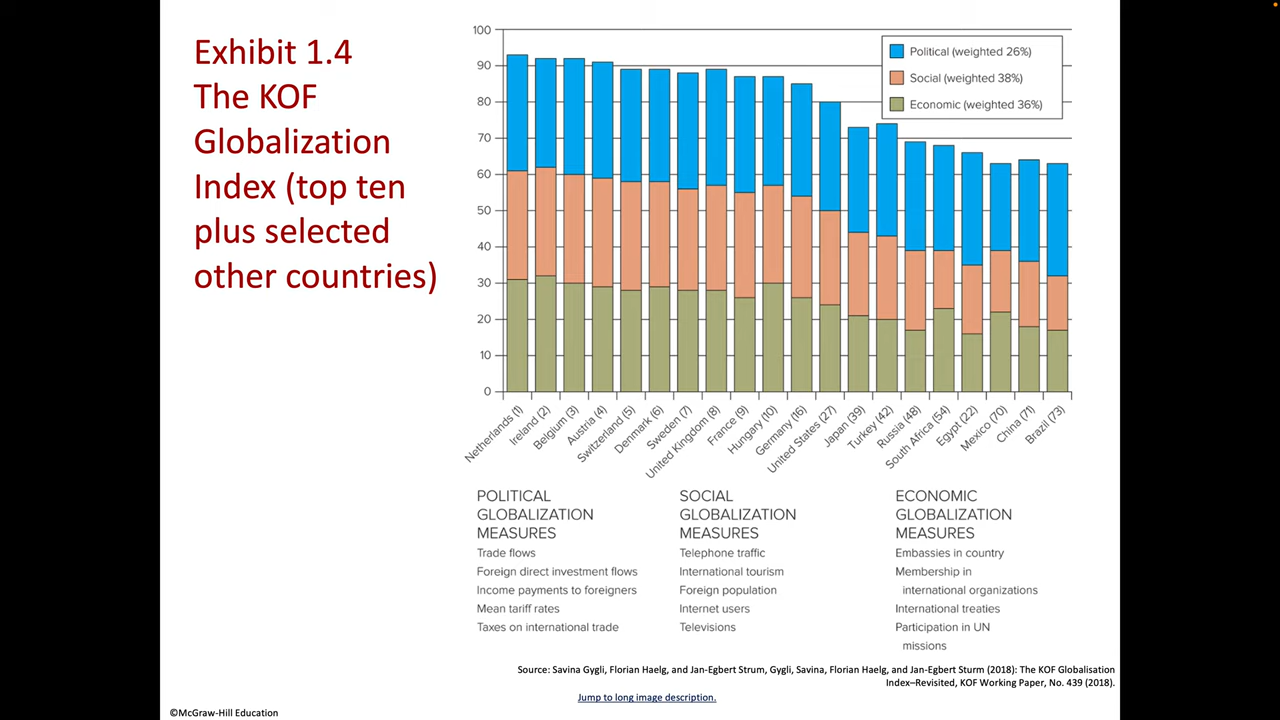 Exhibit 1.4
The KOF
Globalization
Index (top ten
plus selected
other countries)
100
90
80
70
60
50
40
30
20
10
0
Political (weighted 26%)
Social (weighted 38%)
Economic (weighted 36%)
Netherlands (1)
Ireland (2)
Belgium (3)
Austria (4)
Switzerland (5)
Denmark (6)
Sweden (7)
United Kingdom (8)
France (9)
Hungary (10)
Germany (16)
United States (27)
Japan (39)
Turkey (42)
Russia (48)
South Africa (54)
Egypt (22)
Mexico (70)
China (71)
Brazil (73)
POLITICAL
GLOBALIZATION
MEASURES
Trade flows
Foreign direct investment flows
Income payments to foreigners
Mean tariff rates
Taxes on international trade
SOCIAL
GLOBALIZATION
MEASURES
Telephone traffic
International tourism
Foreign population
Internet users
Televisions
ECONOMIC
GLOBALIZATION
MEASURES
Embassies in country
Membership in
international organizations
International treaties
Participation in UN
missions
Source: Savina Gygli, Florian Haelg, and Jan-Egbert Strum, Gygli, Savina, Florian Haelg, and Jan-Egbert Sturm (2018): The KOF Globalisation
Index–Revisited, KOF Working Paper, No. 439 (2018).
Jump to long image description.
©McGraw-Hill Education